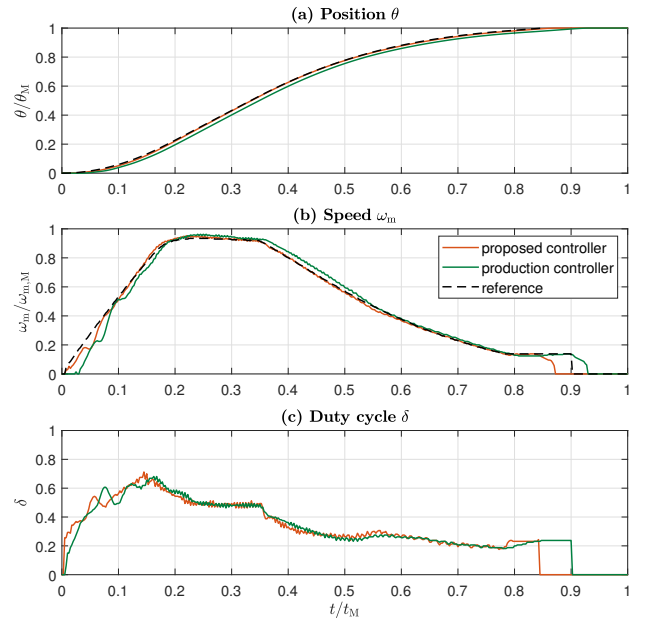 (a) Position θ
1
0.8
0.6
0.4
0.2
0
θ/θ_M
0 0.1 0.2 0.3 0.4 0.5 0.6 0.7 0.8 0.9 1
(b) Speed ω_m
1
0.8
0.6
0.4
0.2
0
ω_m/ω_m,M
proposed controller
production controller
reference
0 0.1 0.2 0.3 0.4 0.5 0.6 0.7 0.8 0.9 1
(c) Duty cycle δ
1
0.8
0.6
0.4
0.2
0
δ
0 0.1 0.2 0.3 0.4 0.5 0.6 0.7 0.8 0.9 1
t/t_M